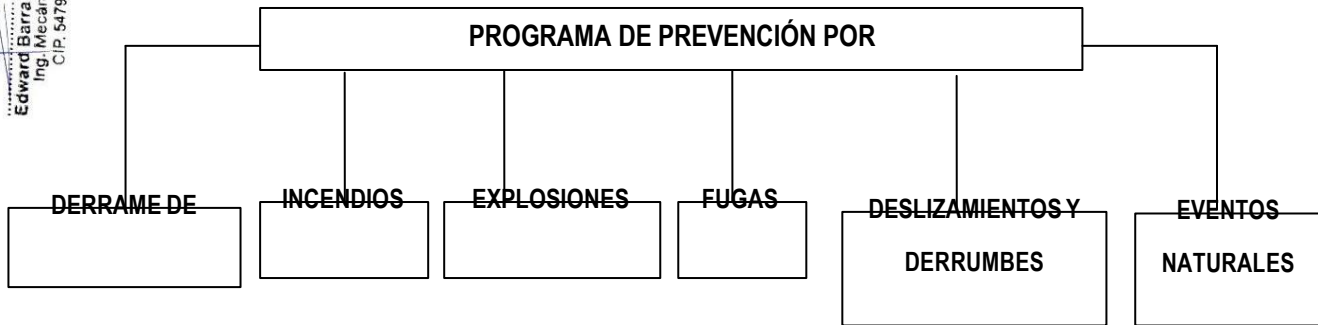 Edward Barra
Ing. Mecán
CIP. 5479
PROGRAMA DE PREVENCIÓN POR
DERRAME DE
INCENDIOS
EXPLOSIONES
FUGAS
DESLIZAMIENTOS Y
DERRUMBES
EVENTOS
NATURALES